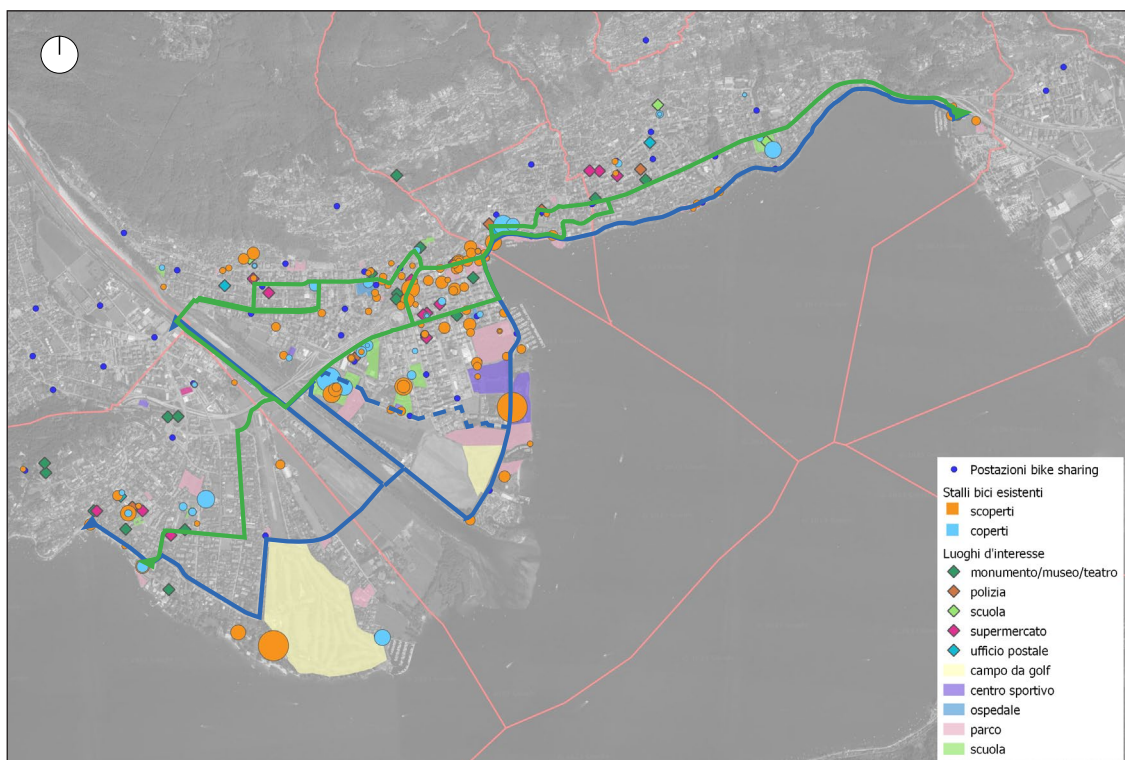 Postazioni bike sharing
Stalli bici esistenti
scoperti
coperti
Luoghi d'interesse
monumento/museo/teatro
polizia
scuola
supermercato
ufficio postale
campo da golf
centro sportivo
ospedale
parco
scuola